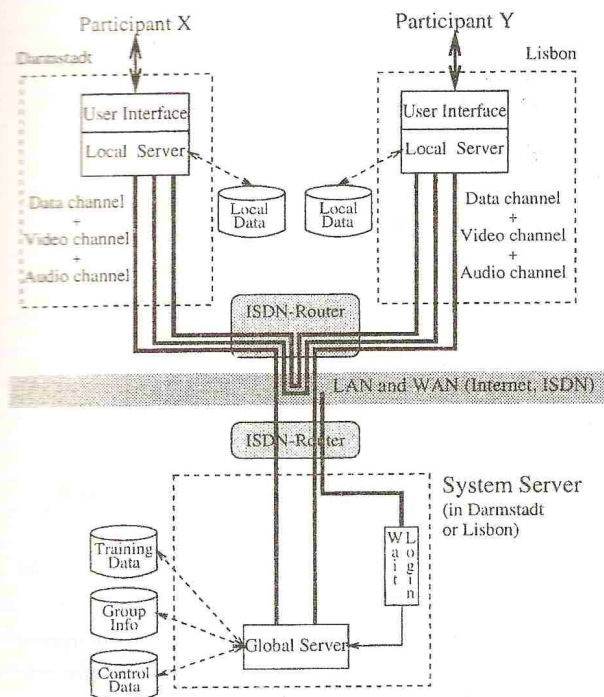 Participant X
Participant Y
Darmstadt
Lisbon
User Interface
Local Server
User Interface
Local Server
Local
Data
Local
Data
Data channel
+
Video channel
+
Audio channel
Data channel
+
Video channel
+
Audio channel
ISDN-Router
LAN and WAN (Internet, ISDN)
ISDN-Router
System Server
(in Darmstadt
or Lisbon)
Wait
Login
Training
Data
Group
Info
Control
Data
Global Server